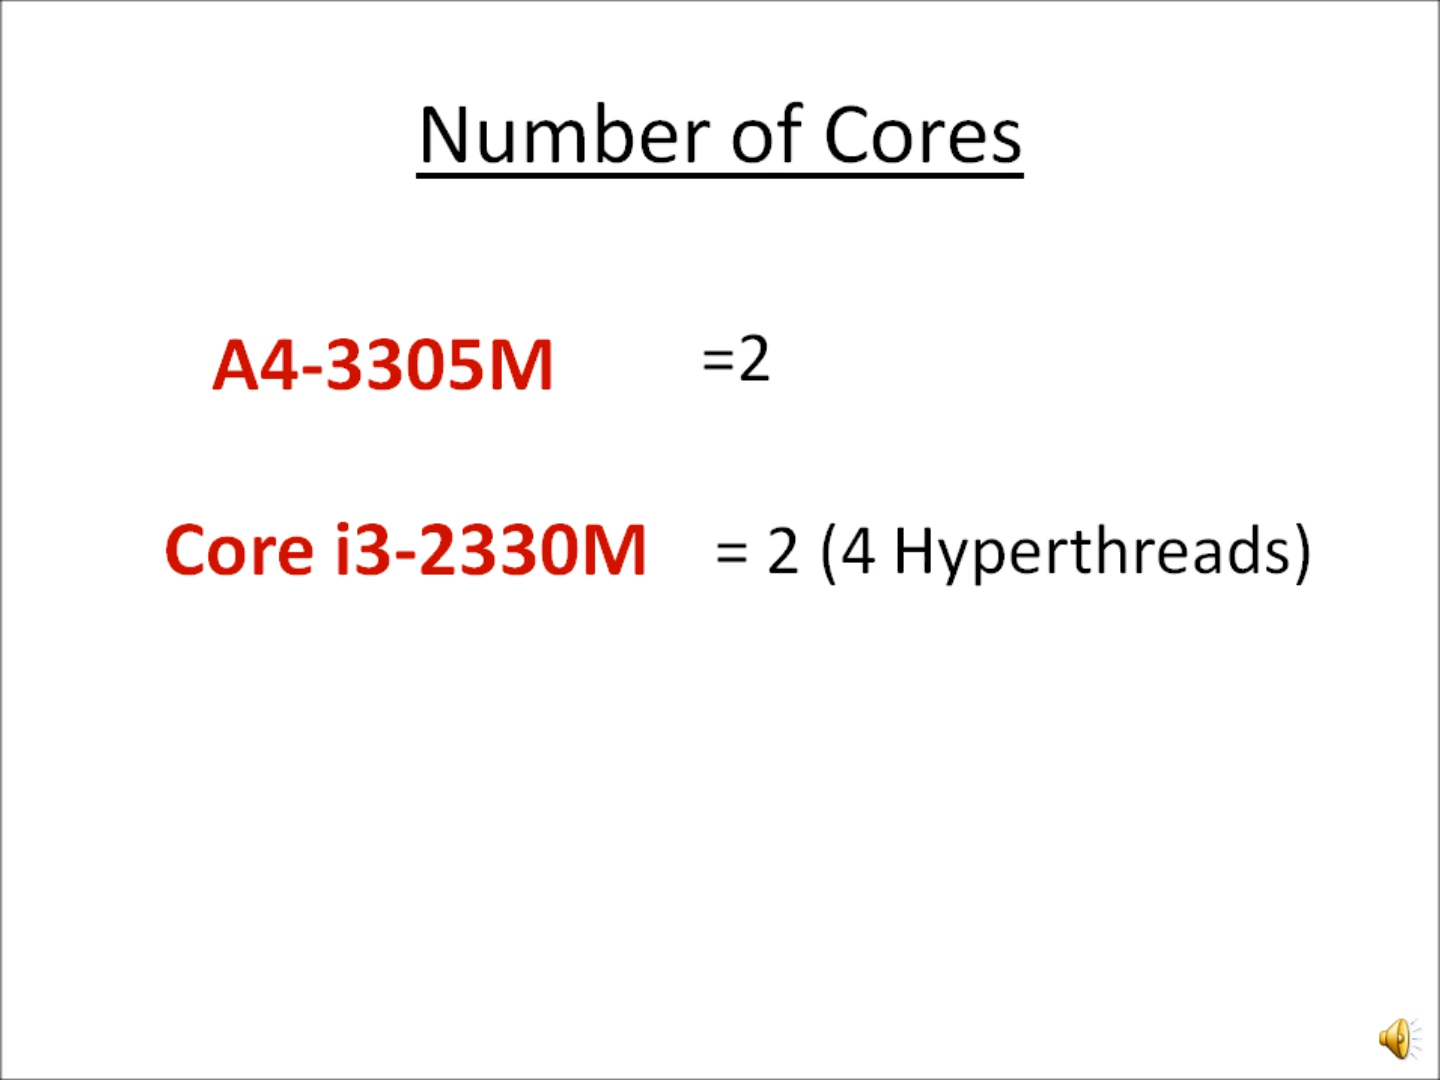 Number of Cores
A4-3305M =2
Core i3-2330M = 2 (4 Hyperthreads)